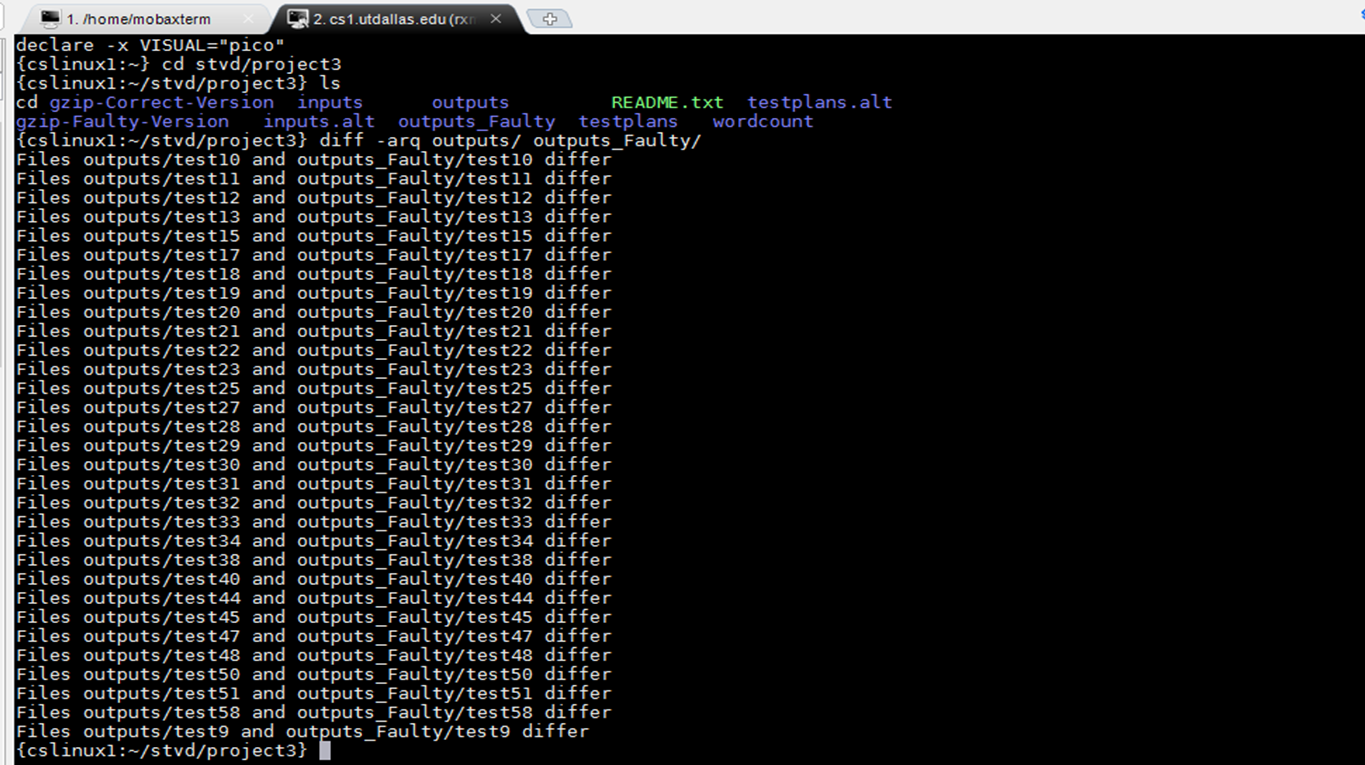 1. /home/mobaxterm
2. cs1.utdallas.edu (rxn
declare -x VISUAL="pico"
{cslinux1:~} cd stvd/project3
{cslinux1:~/stvd/project3} ls
cd gzip-Correct-Version inputs outputs README.txt testplans.alt
gzip-Faulty-Version inputs.alt outputs_Faulty testplans wordcount
{cslinux1:~/stvd/project3} diff -arq outputs/ outputs_Faulty/
Files outputs/test10 and outputs_Faulty/test10 differ
Files outputs/test11 and outputs_Faulty/test11 differ
Files outputs/test12 and outputs_Faulty/test12 differ
Files outputs/test13 and outputs_Faulty/test13 differ
Files outputs/test15 and outputs_Faulty/test15 differ
Files outputs/test17 and outputs_Faulty/test17 differ
Files outputs/test18 and outputs_Faulty/test18 differ
Files outputs/test19 and outputs_Faulty/test19 differ
Files outputs/test20 and outputs_Faulty/test20 differ
Files outputs/test21 and outputs_Faulty/test21 differ
Files outputs/test22 and outputs_Faulty/test22 differ
Files outputs/test23 and outputs_Faulty/test23 differ
Files outputs/test25 and outputs_Faulty/test25 differ
Files outputs/test27 and outputs_Faulty/test27 differ
Files outputs/test28 and outputs_Faulty/test28 differ
Files outputs/test29 and outputs_Faulty/test29 differ
Files outputs/test30 and outputs_Faulty/test30 differ
Files outputs/test31 and outputs_Faulty/test31 differ
Files outputs/test32 and outputs_Faulty/test32 differ
Files outputs/test33 and outputs_Faulty/test33 differ
Files outputs/test34 and outputs_Faulty/test34 differ
Files outputs/test38 and outputs_Faulty/test38 differ
Files outputs/test40 and outputs_Faulty/test40 differ
Files outputs/test44 and outputs_Faulty/test44 differ
Files outputs/test45 and outputs_Faulty/test45 differ
Files outputs/test47 and outputs_Faulty/test47 differ
Files outputs/test48 and outputs_Faulty/test48 differ
Files outputs/test50 and outputs_Faulty/test50 differ
Files outputs/test51 and outputs_Faulty/test51 differ
Files outputs/test58 and outputs_Faulty/test58 differ
Files outputs/test9 and outputs_Faulty/test9 differ
{cslinux1:~/stvd/project3}